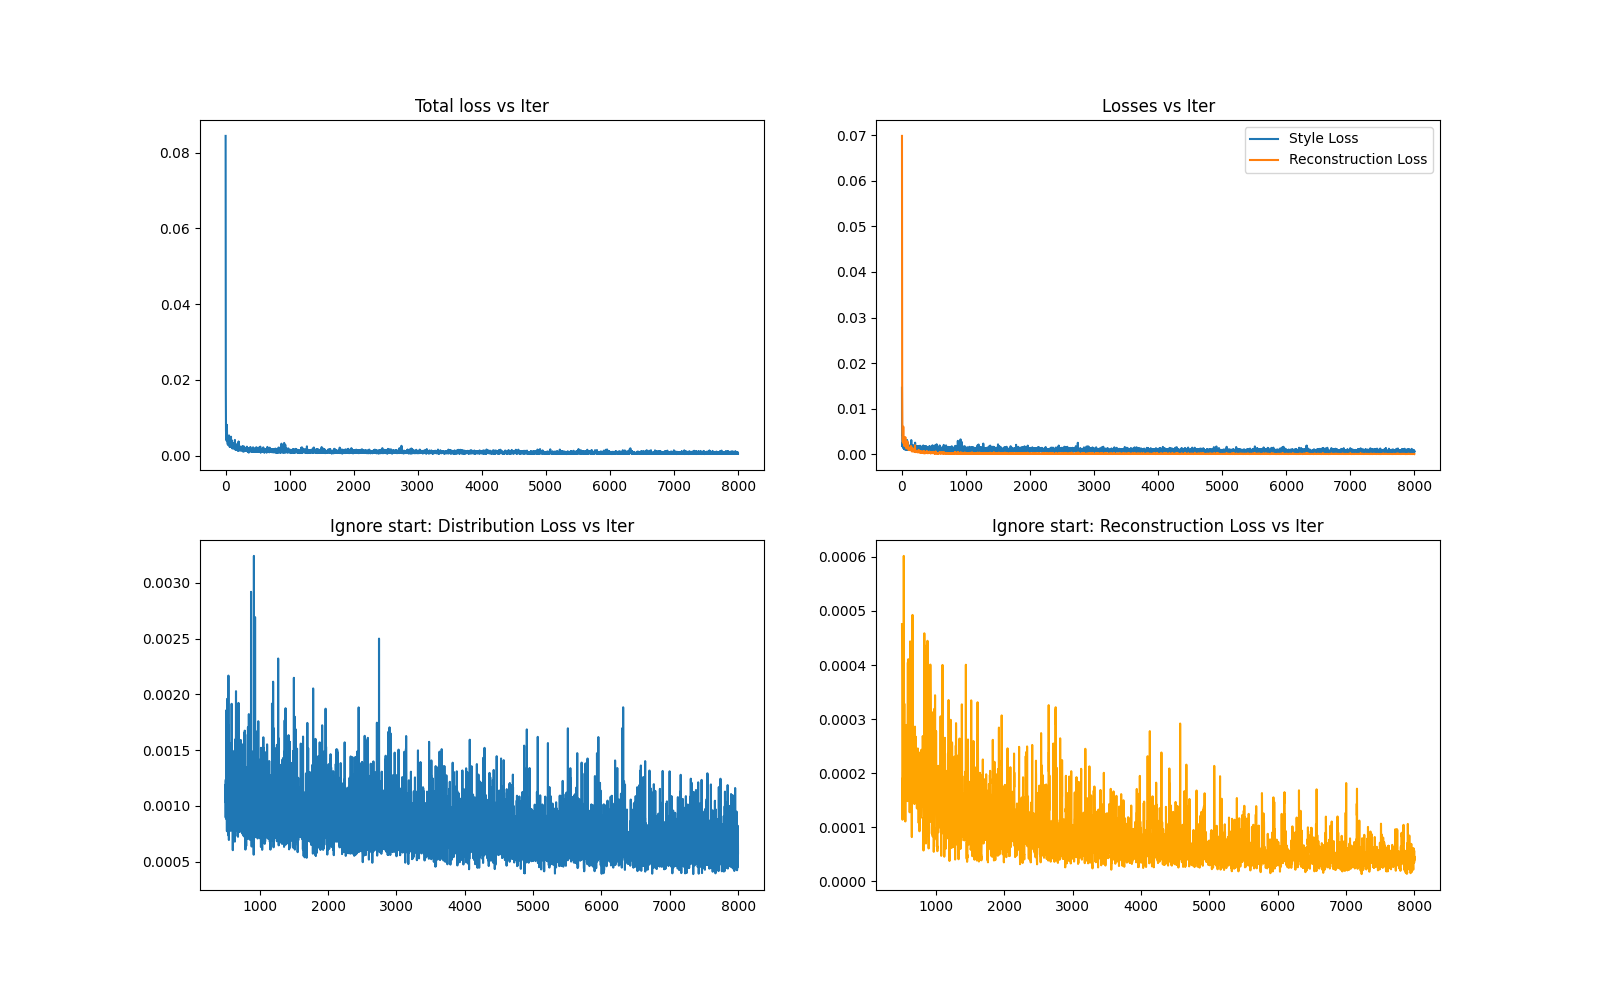 Total loss vs Iter
0.08
0.06
0.04
0.02
0.00
0 1000 2000 3000 4000 5000 6000 7000 8000
Losses vs Iter
Style Loss
Reconstruction Loss
0.07
0.06
0.05
0.04
0.03
0.02
0.01
0.00
0 1000 2000 3000 4000 5000 6000 7000 8000
Ignore start: Distribution Loss vs Iter
0.0030
0.0025
0.0020
0.0015
0.0010
0.0005
1000 2000 3000 4000 5000 6000 7000 8000
Ignore start: Reconstruction Loss vs Iter
0.0006
0.0005
0.0004
0.0003
0.0002
0.0001
0.0000
1000 2000 3000 4000 5000 6000 7000 8000